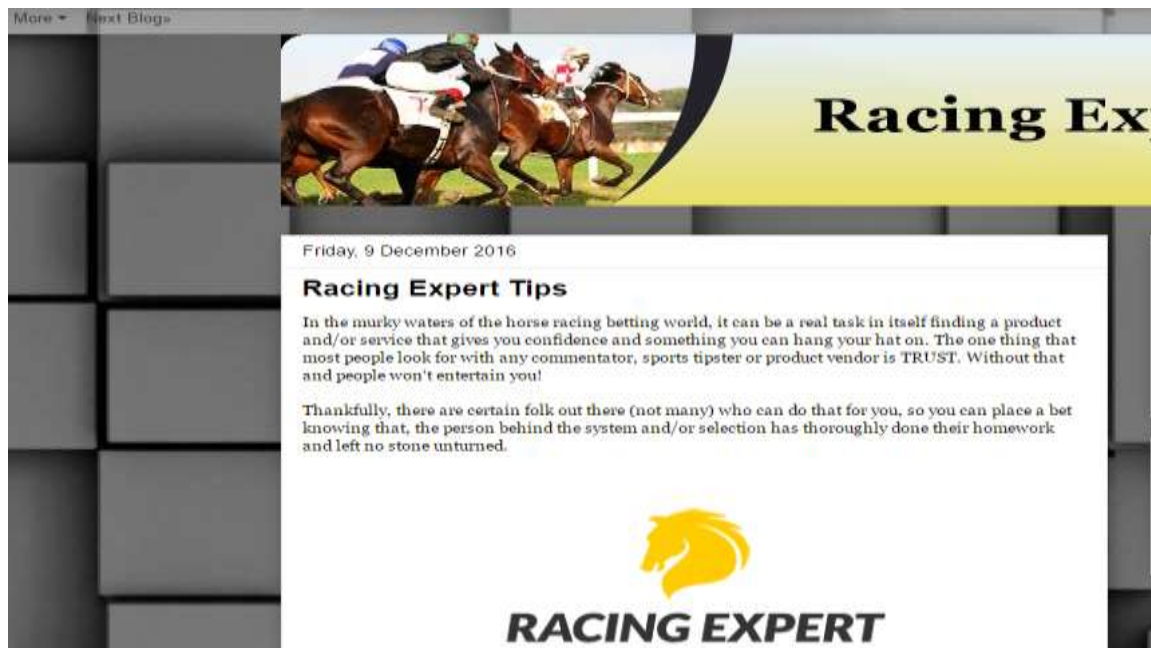 More Next Blog»
Racing Ex
Friday, 9 December 2016
Racing Expert Tips
In the murky waters of the horse racing betting world, it can be a real task in itself finding a product
and/or service that gives you confidence and something you can hang your hat on. The one thing that
most people look for with any commentator, sports tipster or product vendor is TRUST. Without that
and people won't entertain you!
Thankfully, there are certain folk out there (not many) who can do that for you, so you can place a bet
knowing that, the person behind the system and/or selection has thoroughly done their homework
and left no stone unturned.
RACING EXPERT